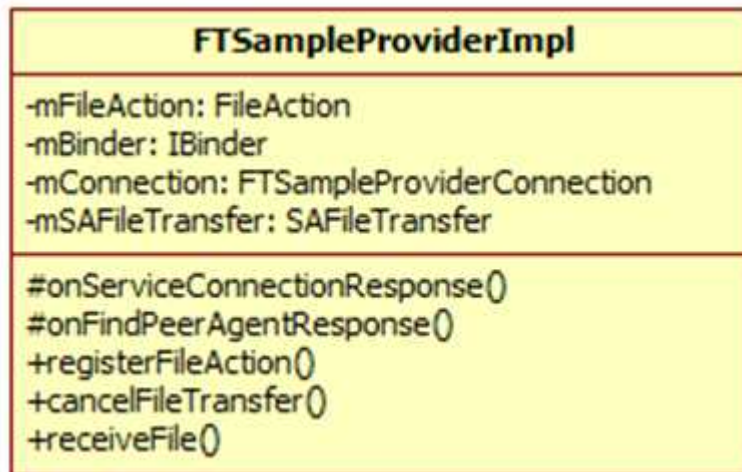 FTSampleProviderImpl
-mFileAction: FileAction
-mBinder: IBinder
-mConnection: FTSampleProviderConnection
-mSAFileTransfer: SAFileTransfer
#onServiceConnectionResponse()
#onFindPeerAgentResponse()
+registerFileAction()
+cancelFileTransfer()
+receiveFile()